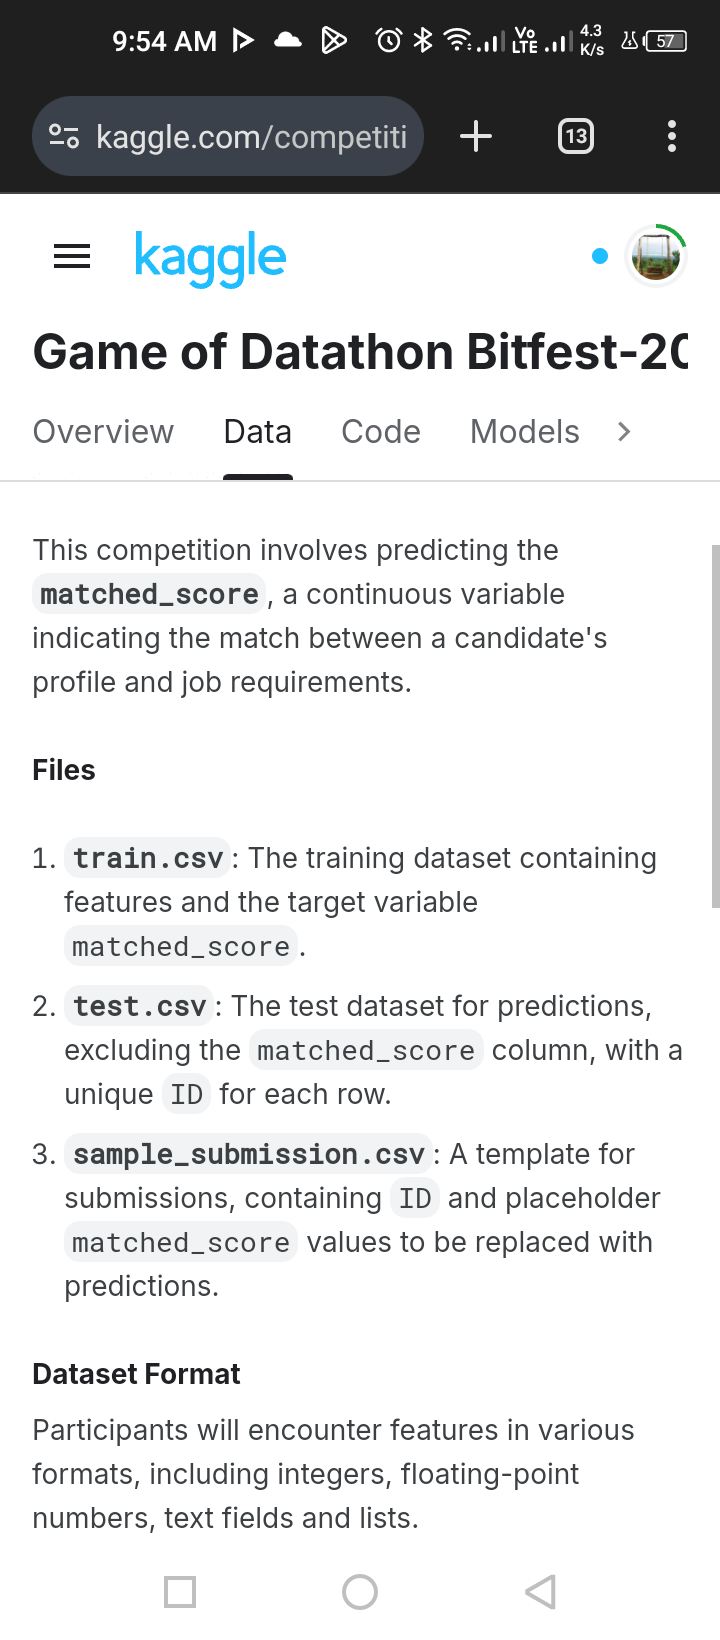 9:54 AM
Vo LTE
4.3 K/s
57
kaggle.com/competiti
13
kaggle
Game of Datathon Bitfest-20
Overview Data Code Models
This competition involves predicting the
matched_score, a continuous variable
indicating the match between a candidate's
profile and job requirements.
Files
1. train.csv: The training dataset containing
features and the target variable
matched_score.
2. test.csv: The test dataset for predictions,
excluding the matched_score column, with a
unique ID for each row.
3. sample_submission.csv: A template for
submissions, containing ID and placeholder
matched_score values to be replaced with
predictions.
Dataset Format
Participants will encounter features in various
formats, including integers, floating-point
numbers, text fields and lists.